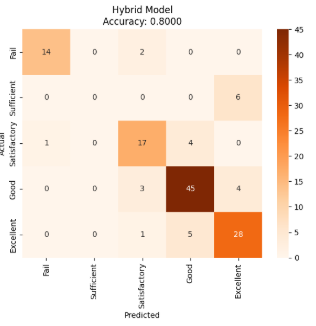 Hybrid Model
Accuracy: 0.8000
Actual
Fail 14 0 2 0 0
Sufficient 0 0 0 0 6
Satisfactory 1 0 17 4 0
Good 0 0 3 45 4
Excellent 0 0 1 5 28
Fail Sufficient Satisfactory Good Excellent
Predicted
45
40
35
30
25
20
15
10
5
0